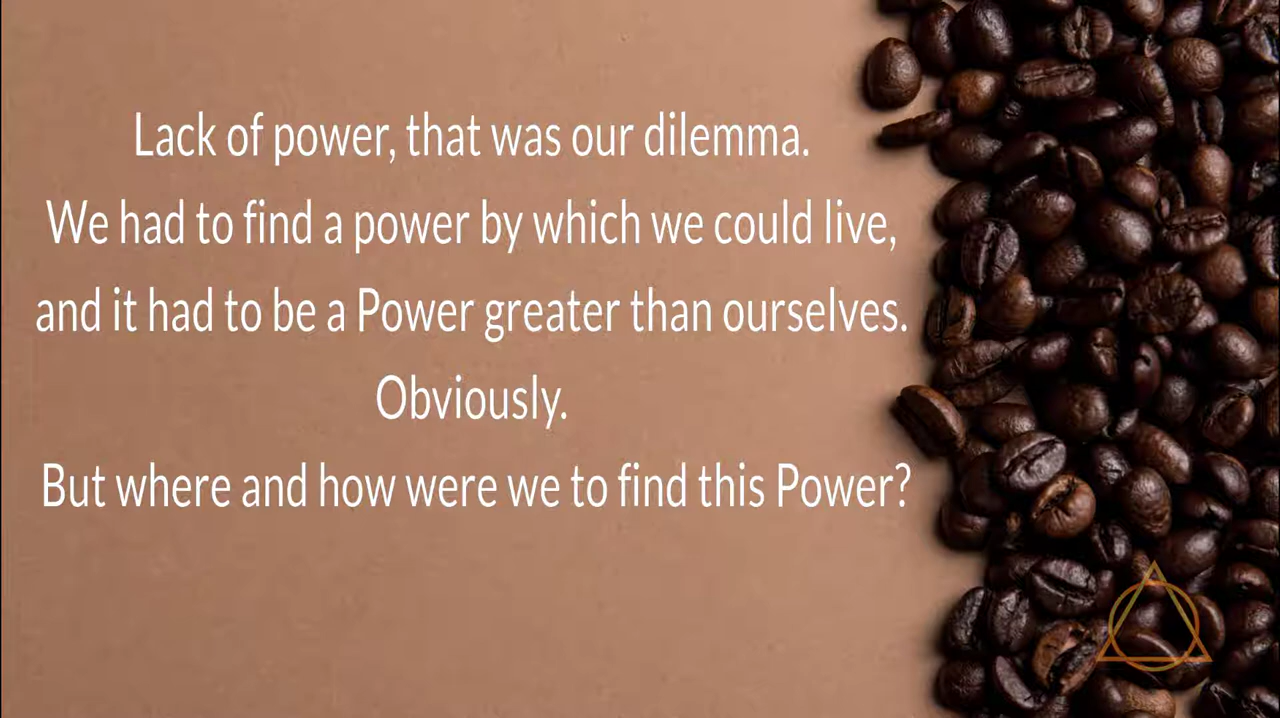 Lack of power, that was our dilemma.
We had to find a power by which we could live,
and it had to be a Power greater than ourselves.
Obviously.
But where and how were we to find this Power?